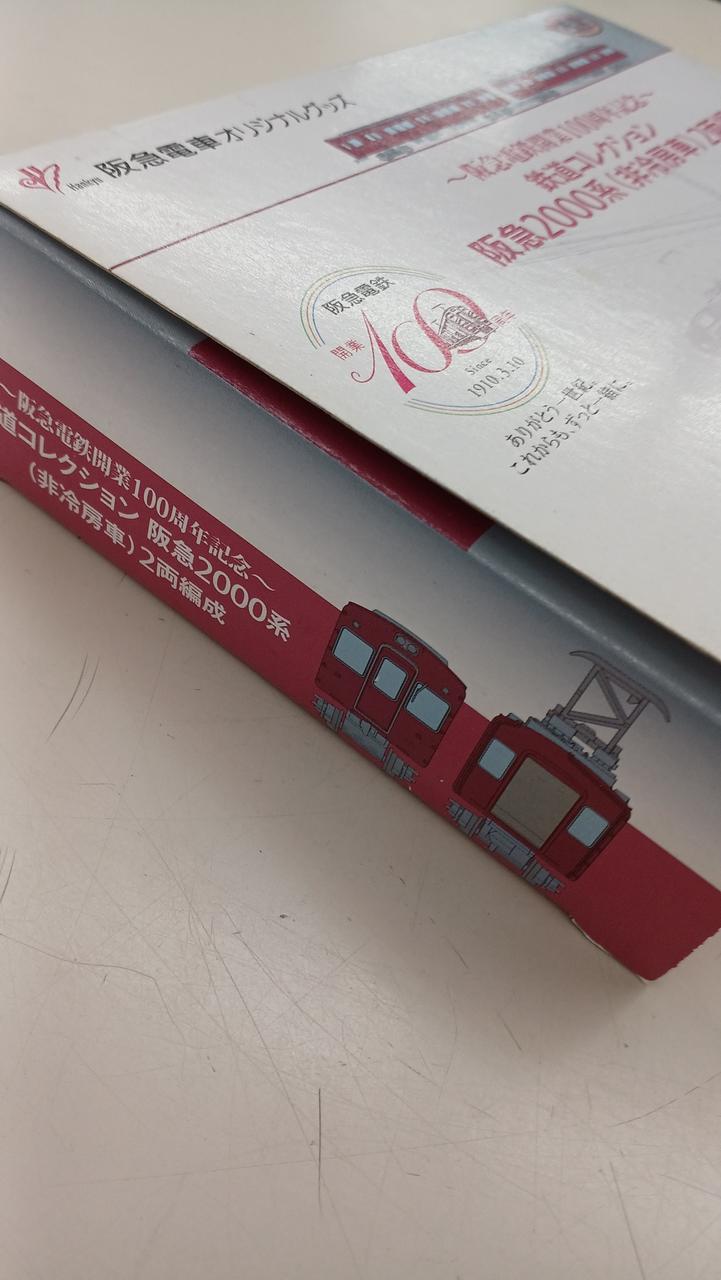 Hankyu 阪急電車オリジナルグッズ
～阪急電鉄開業100周年記念～
鉄道コレクション
阪急2000系(非冷房車)2両
阪急電鉄
開業 100 周年
Since
1910.3.10
ありがとう一世紀。
これからも、ずっと一緒に。
～阪急電鉄開業100周年記念～
道コレクション 阪急2000系
(非冷房車)2両編成